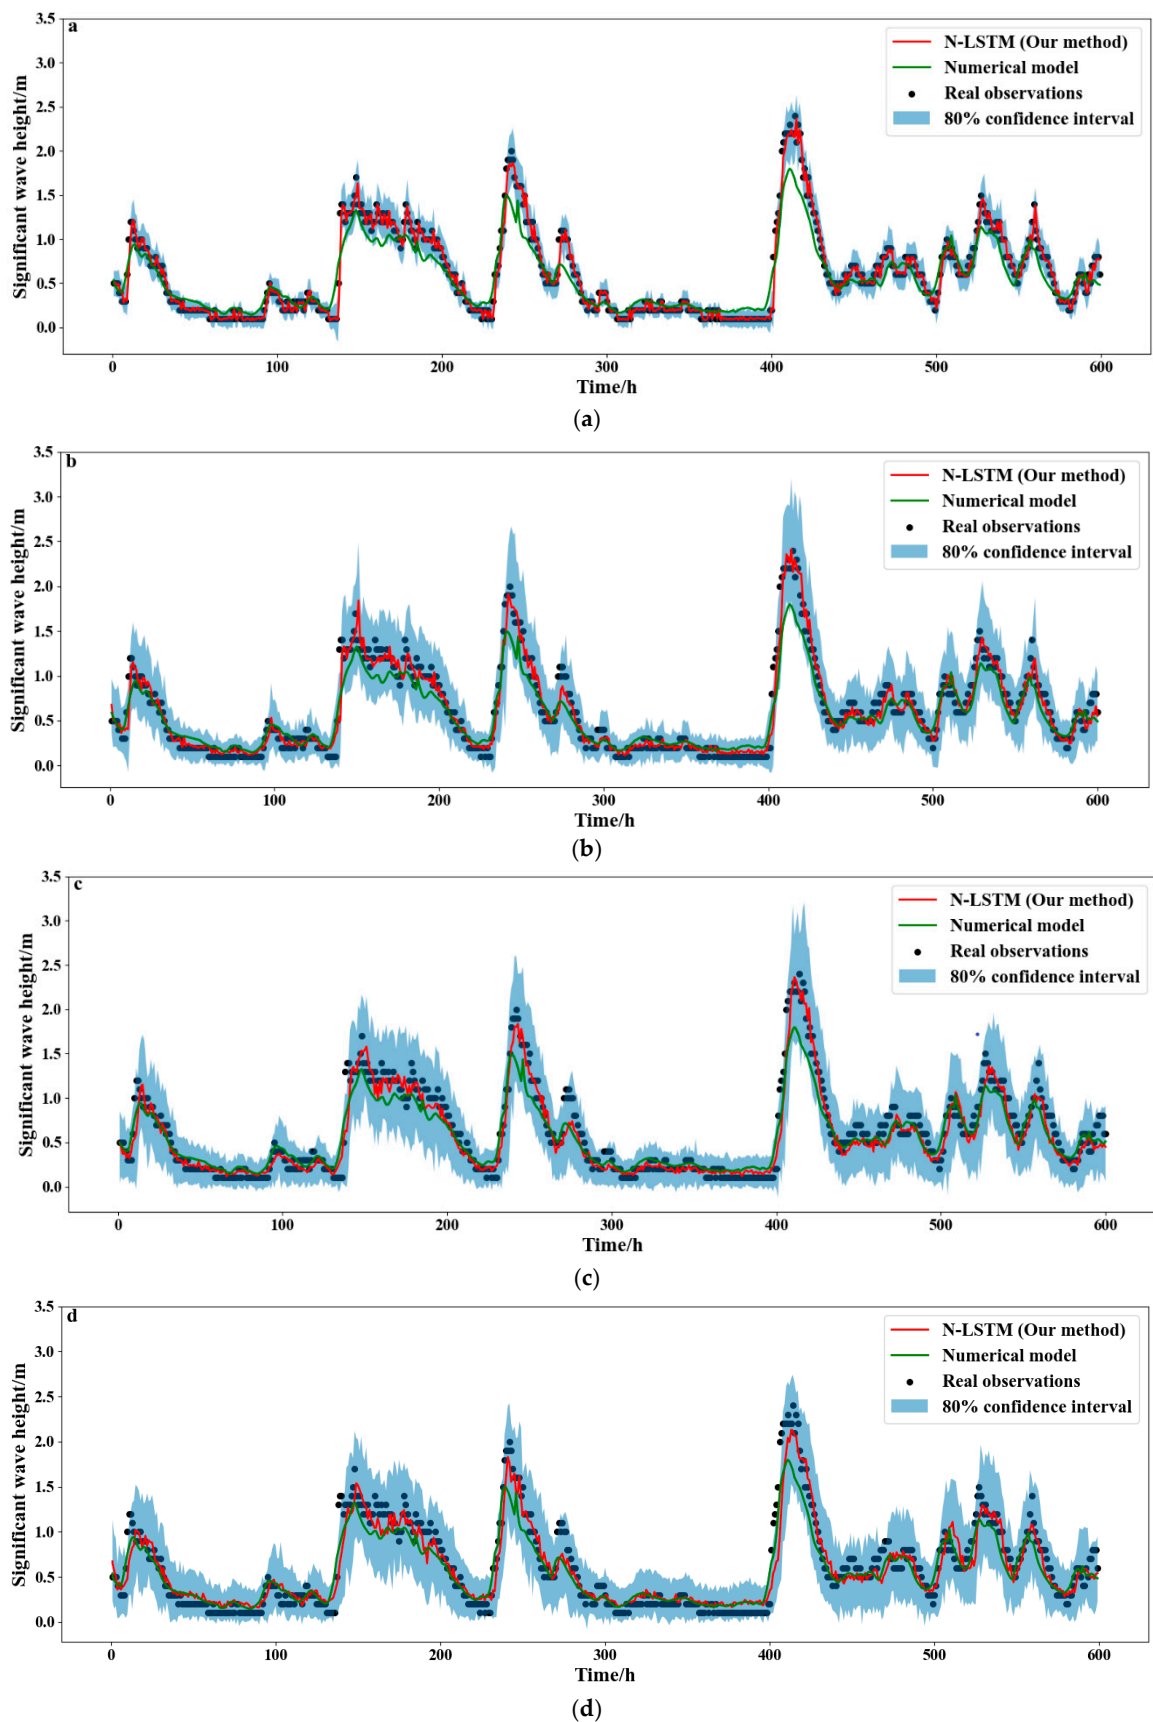 a
3.5
3.0
2.5
2.0
1.5
1.0
0.5
0.0
Significant wave height/m
N-LSTM (Our method)
Numerical model
Real observations
80% confidence interval
0 100 200 300 400 500 600
Time/h
(a)
b
3.5
3.0
2.5
2.0
1.5
1.0
0.5
0.0
Significant wave height/m
N-LSTM (Our method)
Numerical model
Real observations
80% confidence interval
0 100 200 300 400 500 600
Time/h
(b)
c
3.5
3.0
2.5
2.0
1.5
1.0
0.5
0.0
Significant wave height/m
N-LSTM (Our method)
Numerical model
Real observations
80% confidence interval
0 100 200 300 400 500 600
Time/h
(c)
d
3.5
3.0
2.5
2.0
1.5
1.0
0.5
0.0
Significant wave height/m
N-LSTM (Our method)
Numerical model
Real observations
80% confidence interval
0 100 200 300 400 500 600
Time/h
(d)